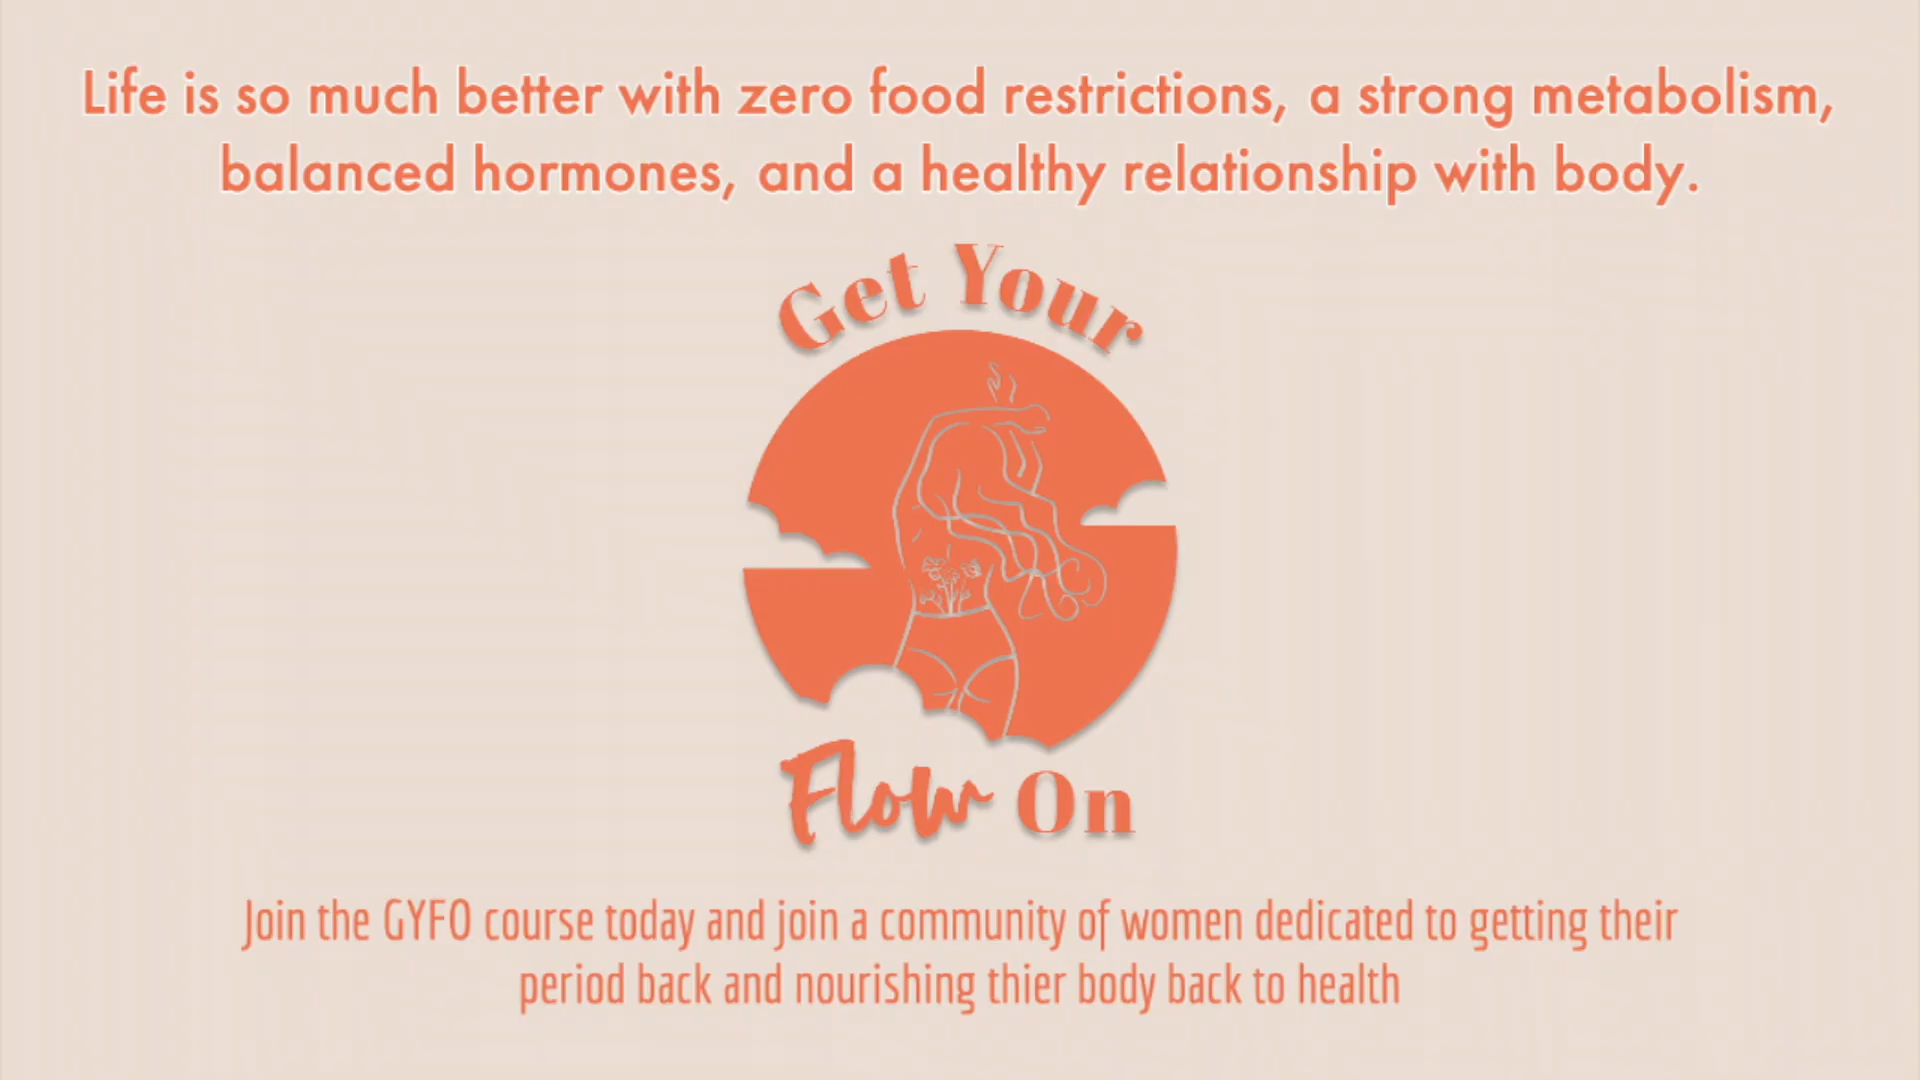 Life is so much better with zero food restrictions, a strong metabolism,
balanced hormones, and a healthy relationship with body.
Get Your
Flow On
Join the GYFO course today and join a community of women dedicated to getting their
period back and nourishing thier body back to health